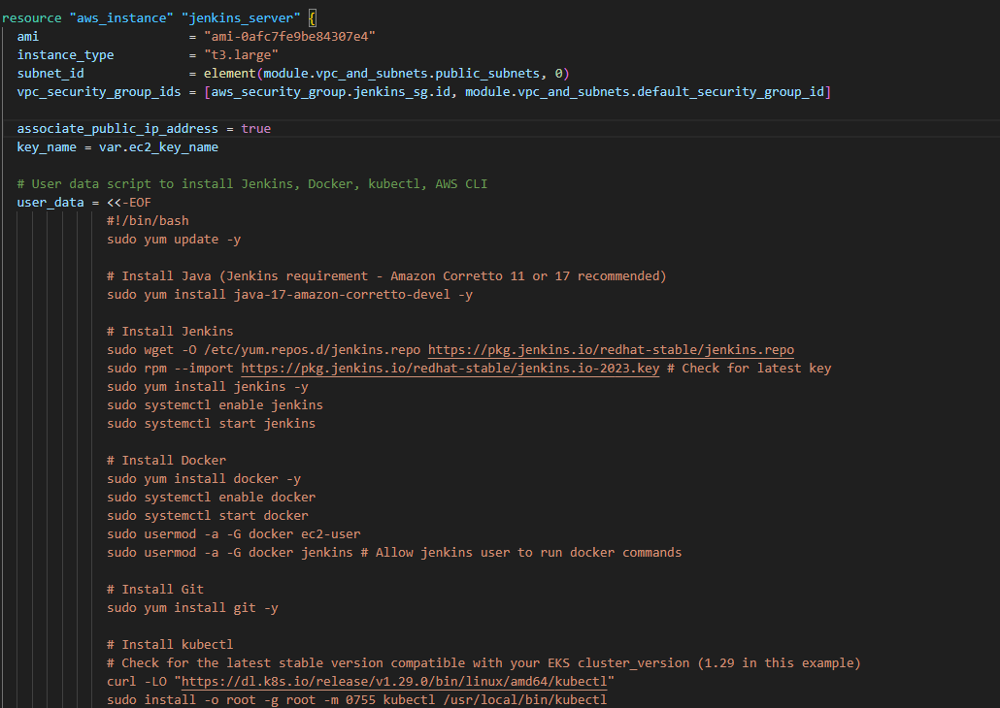 resource "aws_instance" "jenkins_server" {
ami = "ami-0afc7fe9be84307e4"
instance_type = "t3.large"
subnet_id = element(module.vpc_and_subnets.public_subnets, 0)
vpc_security_group_ids = [aws_security_group.jenkins_sg.id, module.vpc_and_subnets.default_security_group_id]
associate_public_ip_address = true
key_name = var.ec2_key_name
# User data script to install Jenkins, Docker, kubectl, AWS CLI
user_data = <<-EOF
#!/bin/bash
sudo yum update -y
# Install Java (Jenkins requirement - Amazon Corretto 11 or 17 recommended)
sudo yum install java-17-amazon-corretto-devel -y
# Install Jenkins
sudo wget -O /etc/yum.repos.d/jenkins.repo https://pkg.jenkins.io/redhat-stable/jenkins.repo
sudo rpm --import https://pkg.jenkins.io/redhat-stable/jenkins.io-2023.key # Check for latest key
sudo yum install jenkins -y
sudo systemctl enable jenkins
sudo systemctl start jenkins
# Install Docker
sudo yum install docker -y
sudo systemctl enable docker
sudo systemctl start docker
sudo usermod -a -G docker ec2-user
sudo usermod -a -G docker jenkins # Allow jenkins user to run docker commands
# Install Git
sudo yum install git -y
# Install kubectl
# Check for the latest stable version compatible with your EKS cluster_version (1.29 in this example)
curl -LO "https://dl.k8s.io/release/v1.29.0/bin/linux/amd64/kubectl"
sudo install -o root -g root -m 0755 kubectl /usr/local/bin/kubectl